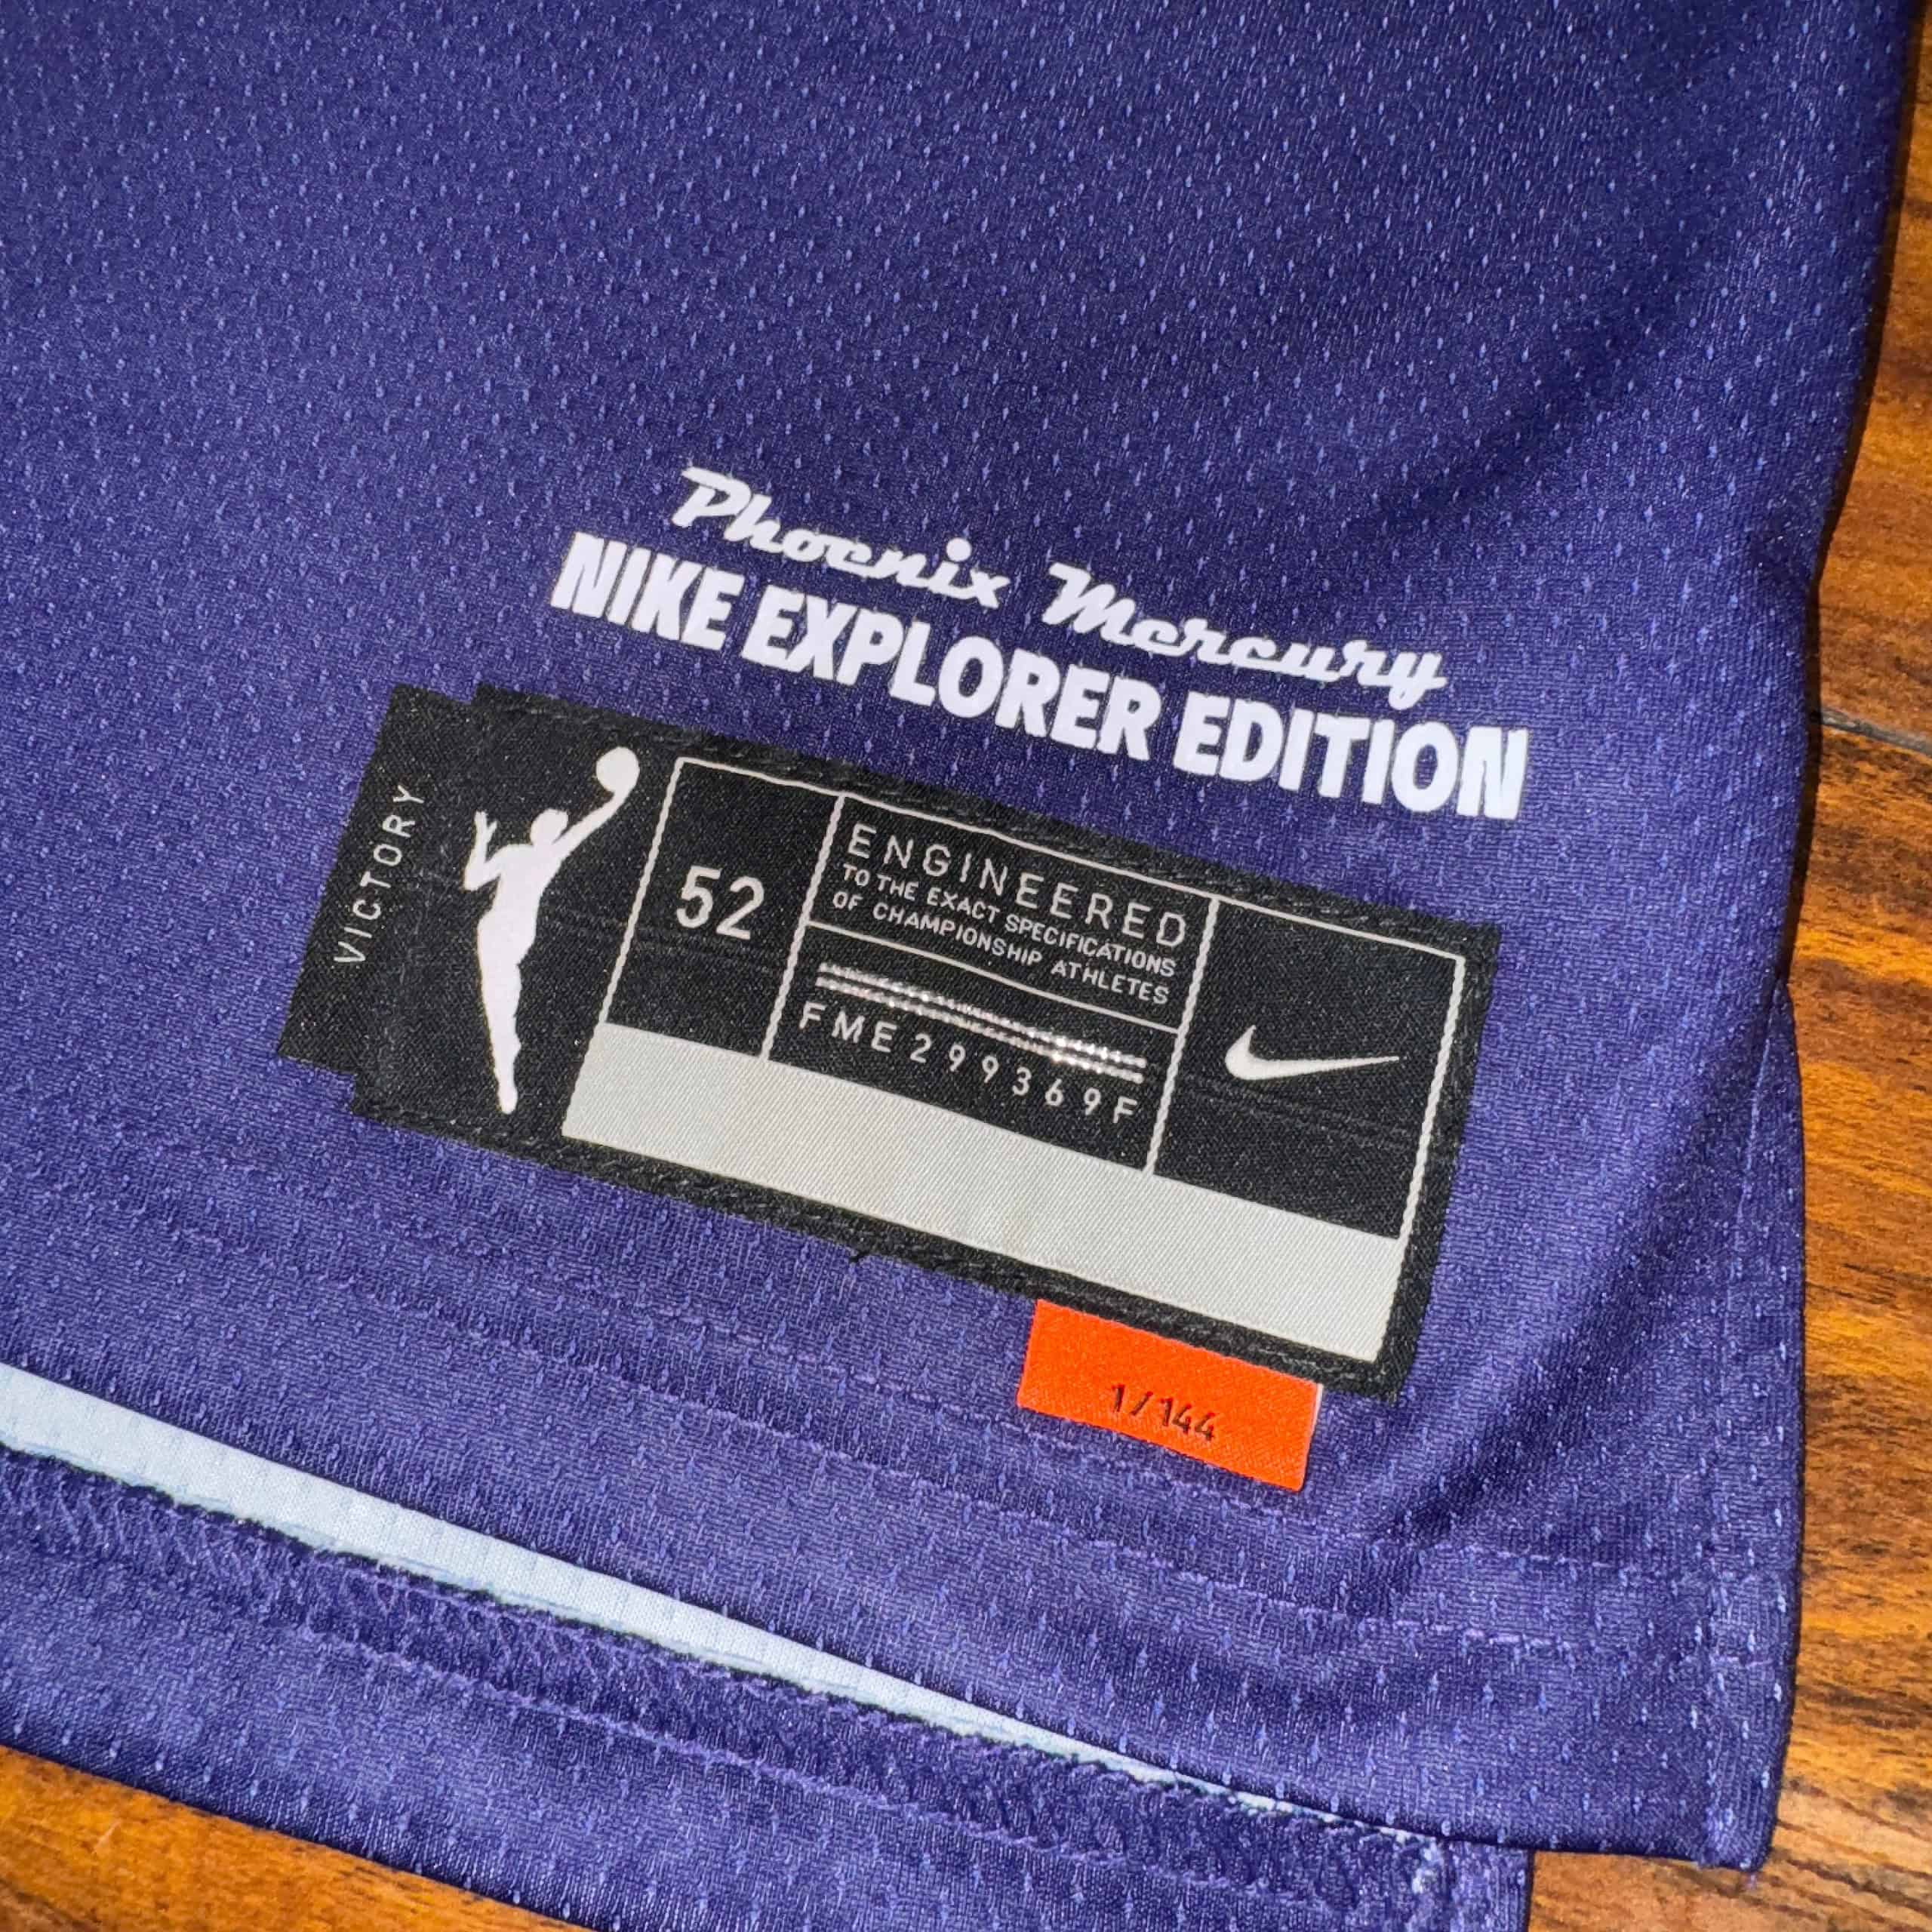 Phoenix Mercury
NIKE EXPLORER EDITION
VICTORY
52
ENGINEERED
TO THE EXACT SPECIFICATIONS
OF CHAMPIONSHIP ATHLETES
FME299369F
1/144